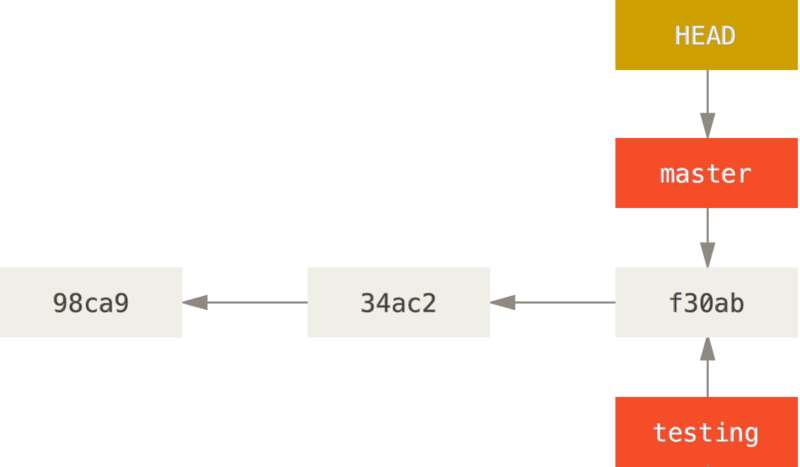 HEAD
master
98ca9
34ac2
f30ab
testing